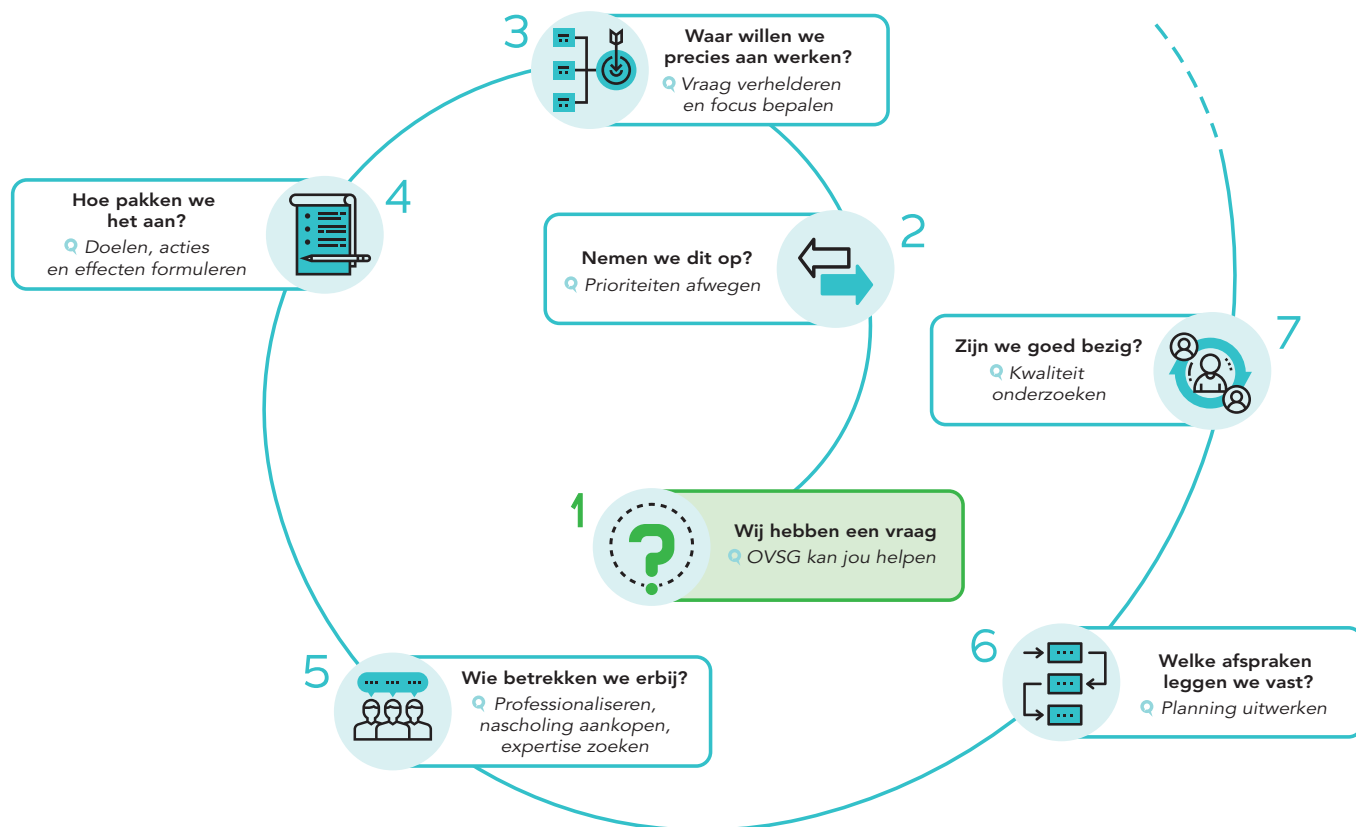 1
Wij hebben een vraag
OVSG kan jou helpen
2
Nemen we dit op?
Prioriteiten afwegen
3
Waar willen we
precies aan werken?
Vraag verhelderen
en focus bepalen
4
Hoe pakken we
het aan?
Doelen, acties
en effecten formuleren
5
Wie betrekken we erbij?
Professionaliseren,
nascholing aankopen,
expertise zoeken
6
Welke afspraken
leggen we vast?
Planning uitwerken
7
Zijn we goed bezig?
Kwaliteit
onderzoeken